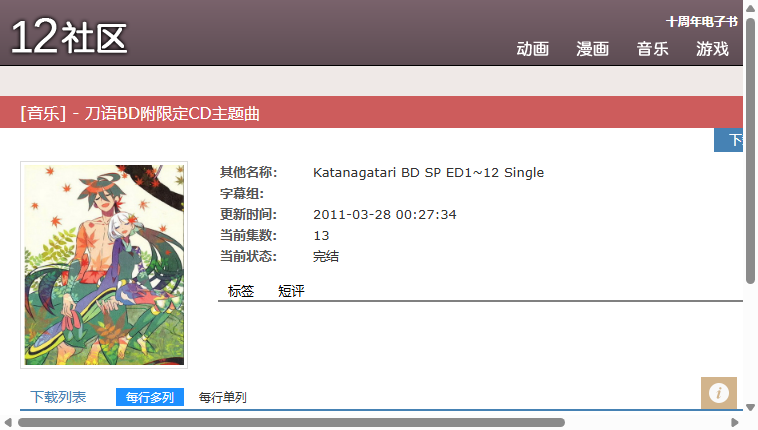 12社区
十周年电子书
动画 漫画 音乐 游戏
[音乐] - 刀语BD附限定CD主题曲
其他名称: Katanagatari BD SP ED1~12 Single
字幕组:
更新时间: 2011-03-28 00:27:34
当前集数: 13
当前状态: 完结
标签 短评
下载列表 每行多列 每行单列
i